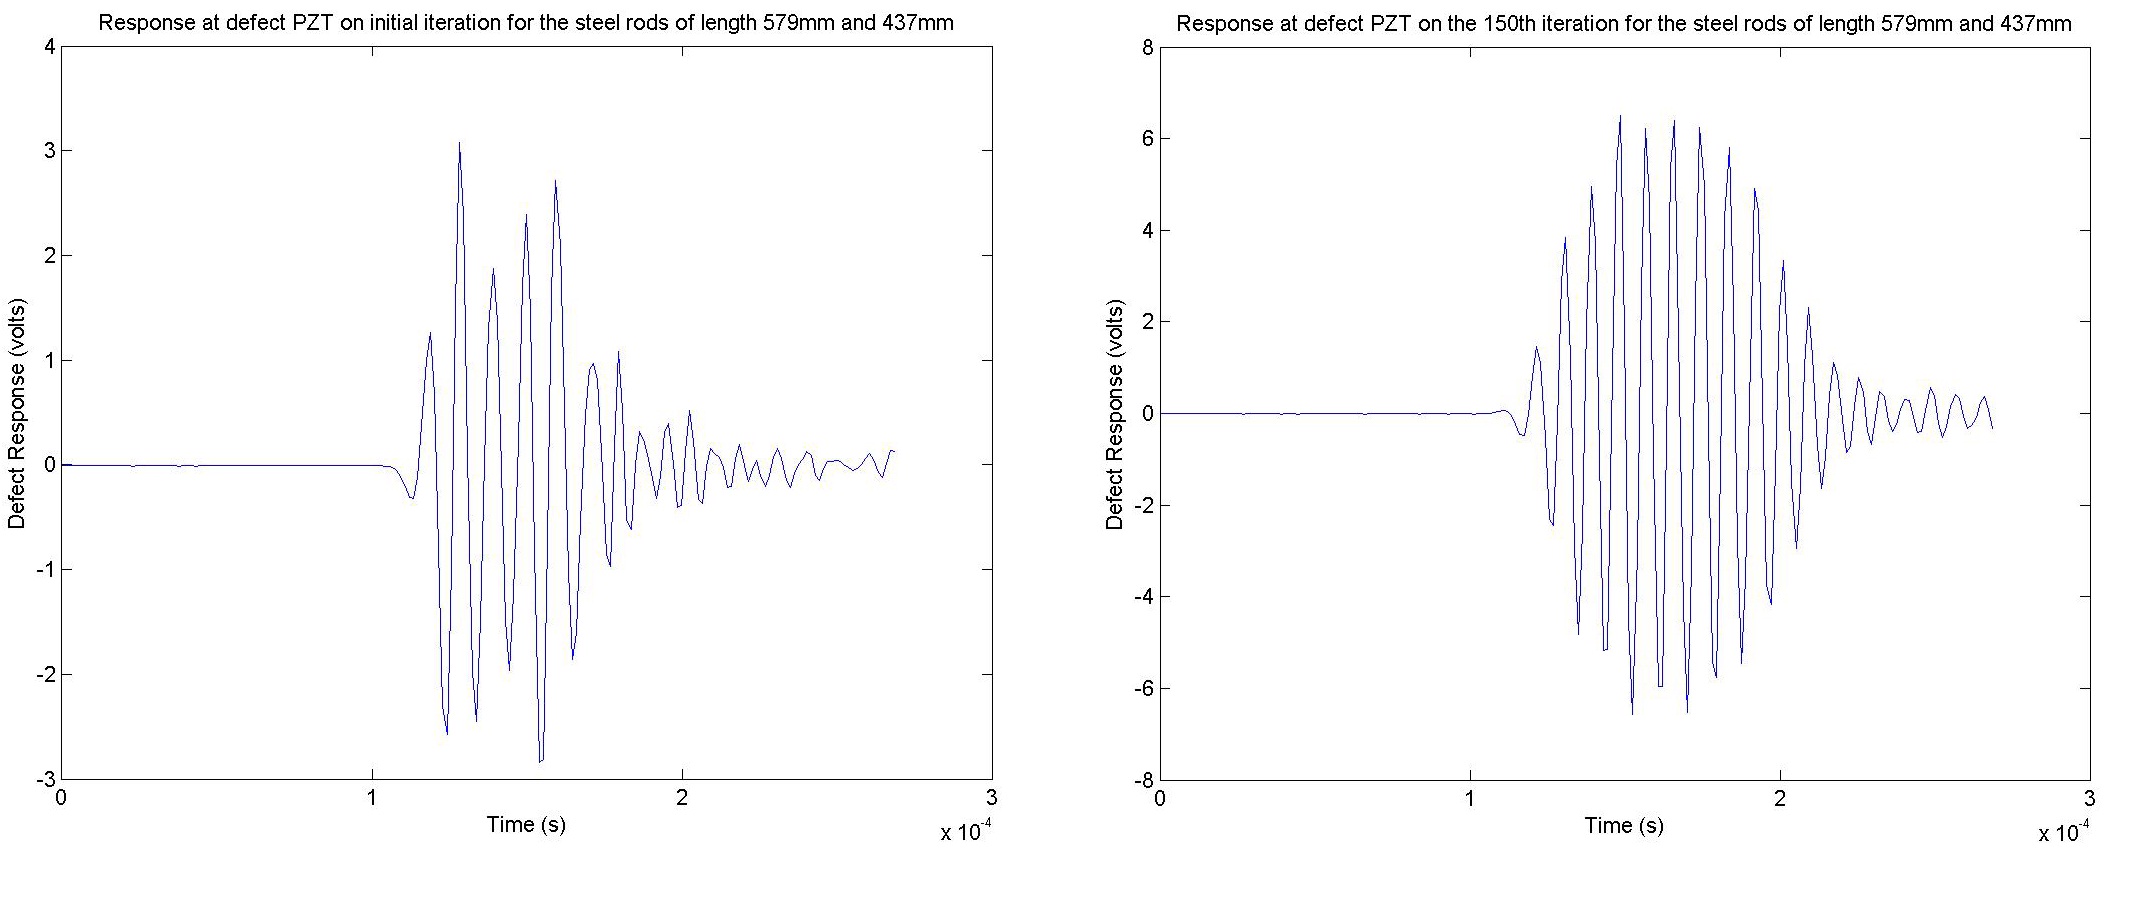 Response at defect PZT on initial iteration for the steel rods of length 579mm and 437mm
4
3
2
1
0
-1
-2
-3
0 1 2 3
Defect Response (volts)
Time (s)
x 10-4
Response at defect PZT on the 150th iteration for the steel rods of length 579mm and 437mm
8
6
4
2
0
-2
-4
-6
-8
0 1 2 3
Defect Response (volts)
Time (s)
x 10-4